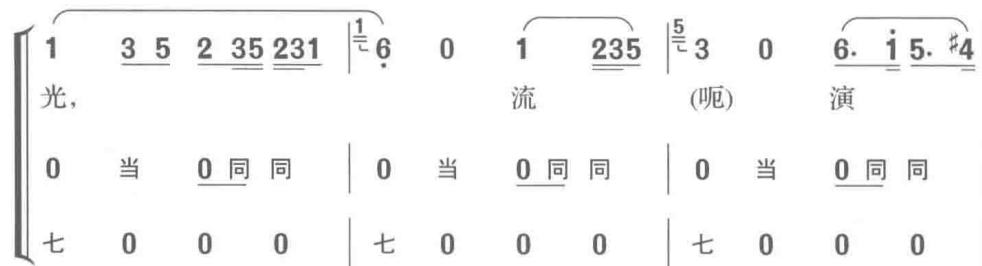 1 3 5 2 35 231 | 1 6 0 1 235 | 5 3 0 6. i 5. #4
光, 流 (呃) 演
0 当 0 同 同 | 0 当 0 同 同 | 0 当 0 同 同
七 0 0 0 | 七 0 0 0 | 七 0 0 0